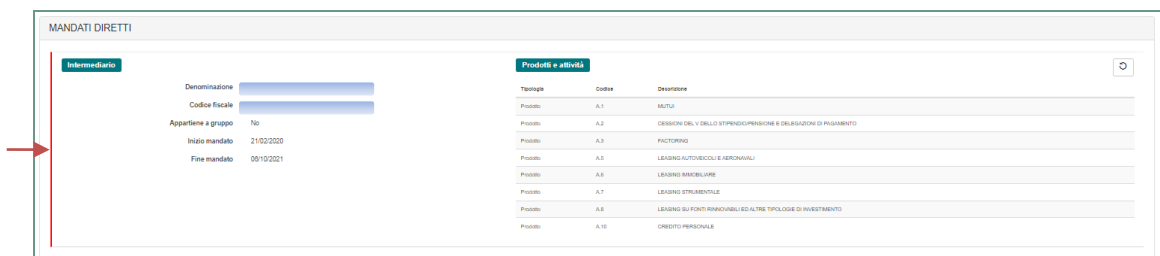 MANDATI DIRETTI
Intermediario
Denominazione
Codice fiscale
Appartiene a gruppo No
Inizio mandato 21/02/2020
Fine mandato 08/10/2021
Prodotti e attività
Tipologia Codice Descrizione
Prodotto A.1 MUTUI
Prodotto A.2 CESSIONI DEL V DELLO STIPENDIO/PENSIONE E DELEGAZIONI DI PAGAMENTO
Prodotto A.3 FACTORING
Prodotto A.5 LEASING AUTOVEICOLI E AERONAVALI
Prodotto A.6 LEASING IMMOBILIARE
Prodotto A.7 LEASING STRUMENTALE
Prodotto A.8 LEASING SU FONTI RINNOVABILI ED ALTRE TIPOLOGIE DI INVESTIMENTO
Prodotto A.10 CREDITO PERSONALE